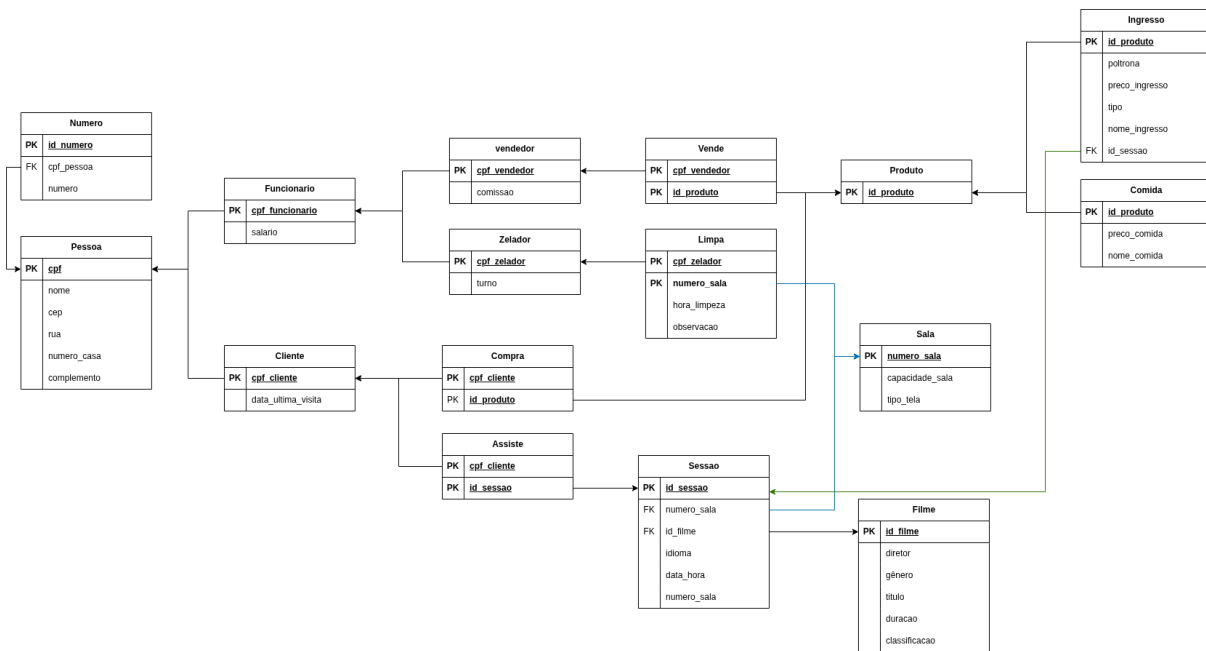 Ingresso
PK id_produto
poltrona
preco_ingresso
tipo
nome_ingresso
FK id_sessao
Numero
PK id_numero
FK cpf_pessoa
numero
vendedor
PK cpf_vendedor
comissao
Vende
PK cpf_vendedor
PK id_produto
Produto
PK id_produto
Funcionario
PK cpf_funcionario
salario
Comida
PK id_produto
preco_comida
nome_comida
Pessoa
PK cpf
nome
cep
rua
numero_casa
complemento
Zelador
PK cpf_zelador
turno
Limpa
PK cpf_zelador
PK numero_sala
hora_limpeza
observacao
Sala
PK numero_sala
capacidade_sala
tipo_tela
Cliente
PK cpf_cliente
data_ultima_visita
Compra
PK cpf_cliente
PK id_produto
Assiste
PK cpf_cliente
PK id_sessao
Sessao
PK id_sessao
FK numero_sala
FK id_filme
idioma
data_hora
numero_sala
Filme
PK id_filme
diretor
gênero
titulo
duracao
classificacao